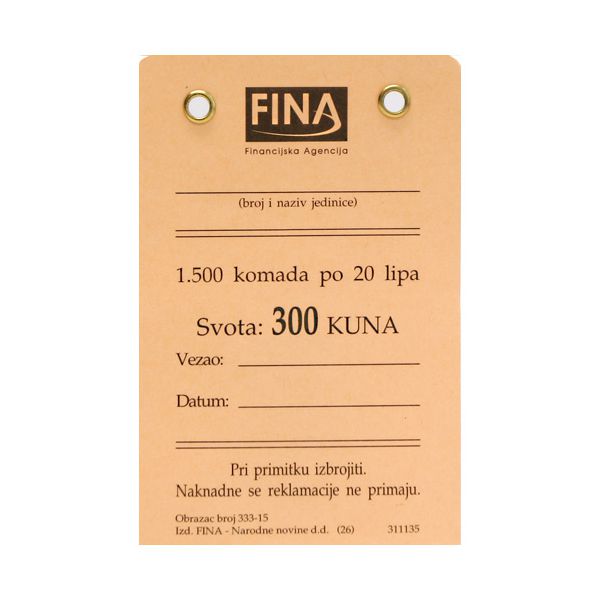 FINA
Financijska Agencija
(broj i naziv jedinice)
1.500 komada po 20 lipa
Svota: 300 KUNA
Vezao:
Datum:
Pri primitku izbrojiti.
Naknadne se reklamacije ne primaju.
Obrazac broj 333-15
Izd. FINA - Narodne novine d.d. (26) 311135